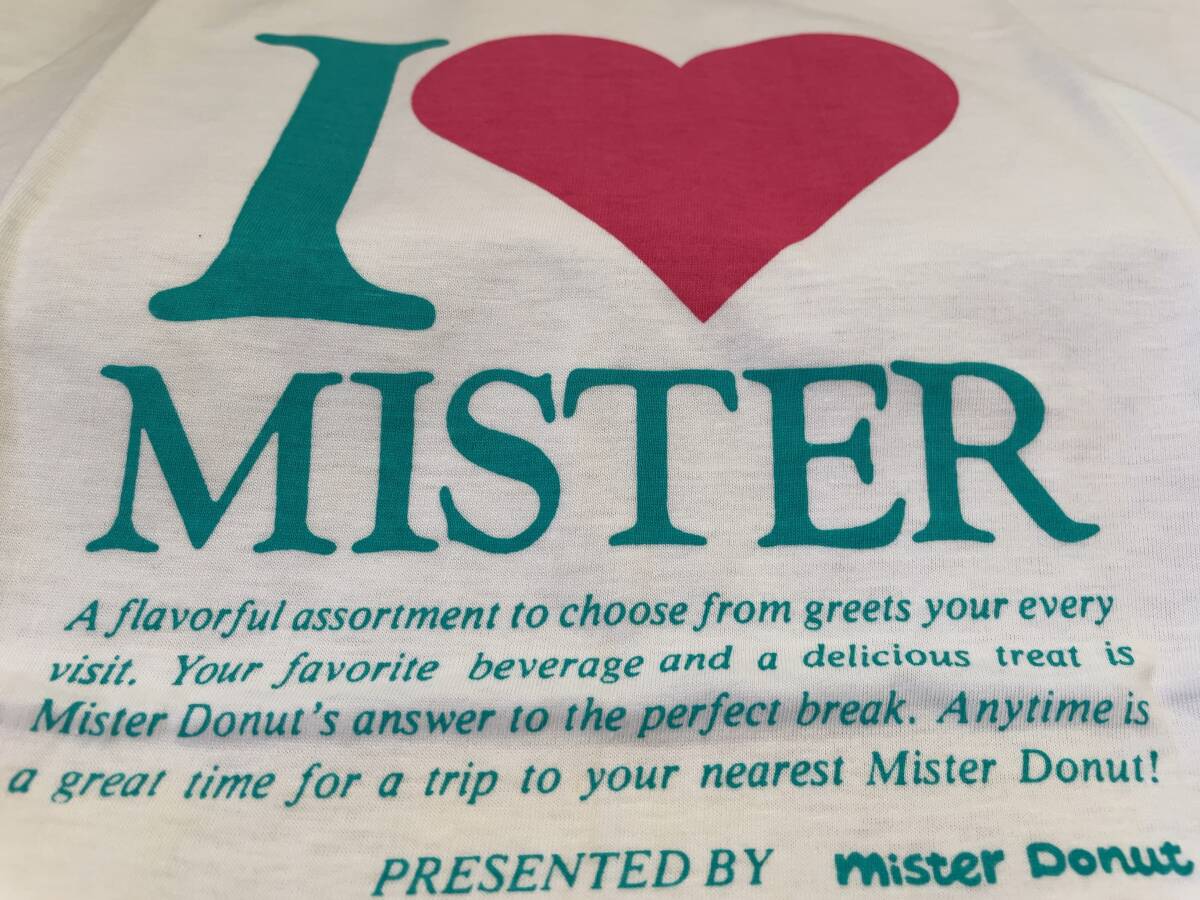 I
MISTER
A flavorful assortment to choose from greets your every
visit. Your favorite beverage and a delicious treat is
Mister Donut's answer to the perfect break. Anytime is
a great time for a trip to your nearest Mister Donut!
PRESENTED BY mister Donut